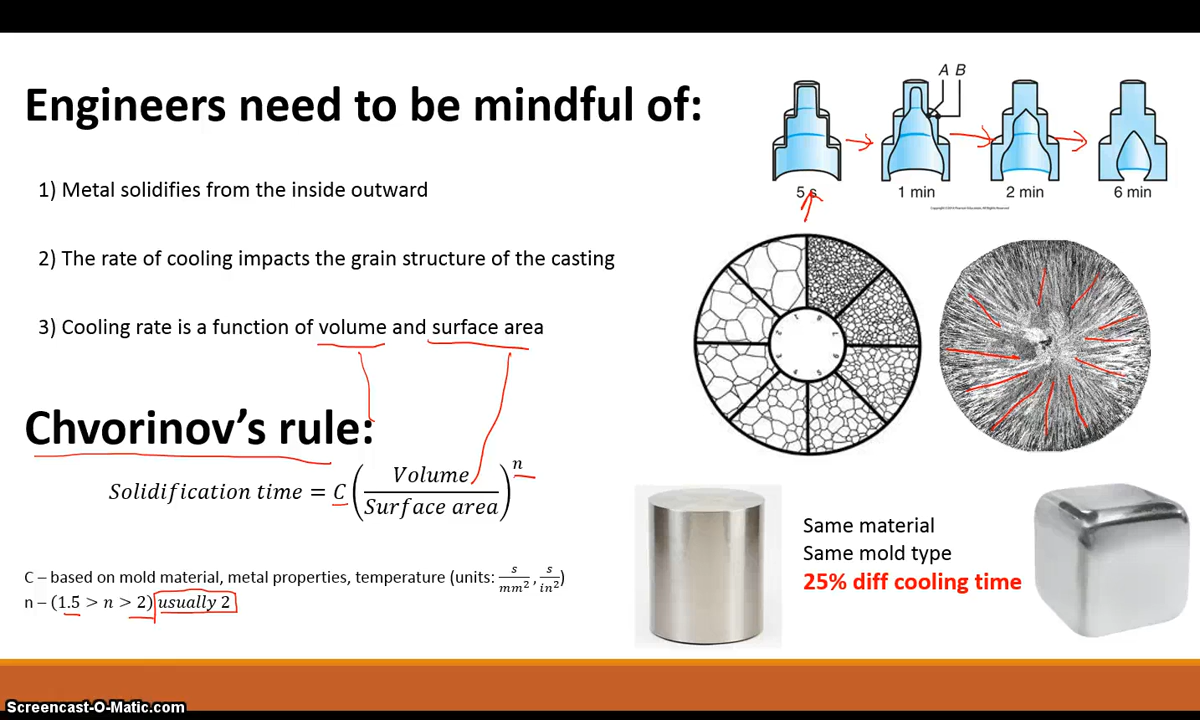 Engineers need to be mindful of:
1) Metal solidifies from the inside outward
2) The rate of cooling impacts the grain structure of the casting
3) Cooling rate is a function of volume and surface area
Chvorinov's rule:
Solidification time = C (Volume / Surface area)^n
C – based on mold material, metal properties, temperature (units: s/mm², s/in²)
n – (1.5 > n > 2) usually 2
A B
5 s 1 min 2 min 6 min
Same material
Same mold type
25% diff cooling time
Screencast-O-Matic.com